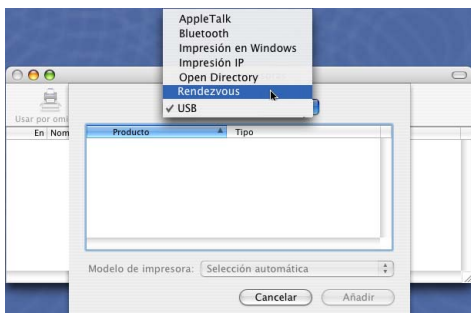 AppleTalk
Bluetooth
Impresión en Windows
Impresión IP
Open Directory
Rendezvous
✓ USB
Usar por omi
En Nom
Producto Tipo
Modelo de impresora: Selección automática
Cancelar Añadir